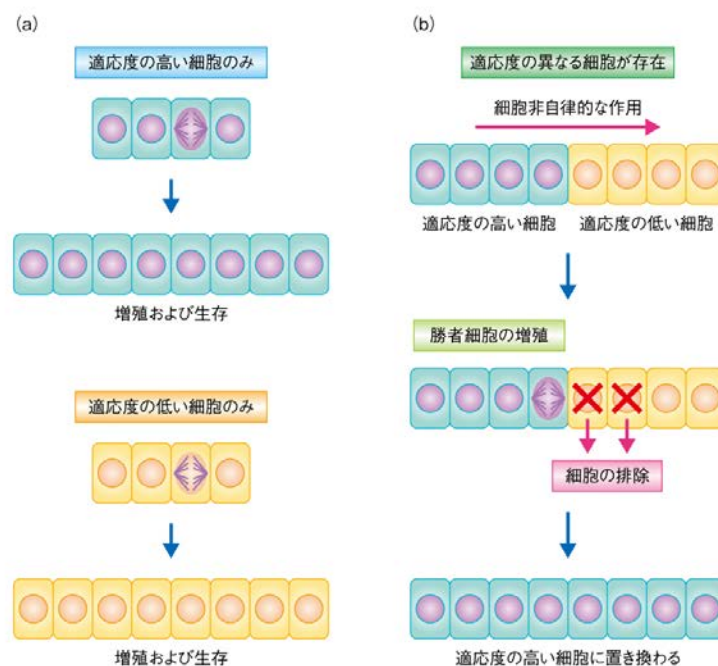 (a)
適応度の高い細胞のみ
増殖および生存
適応度の低い細胞のみ
増殖および生存
(b)
適応度の異なる細胞が存在
細胞非自律的な作用
適応度の高い細胞
適応度の低い細胞
勝者細胞の増殖
細胞の排除
適応度の高い細胞に置き換わる